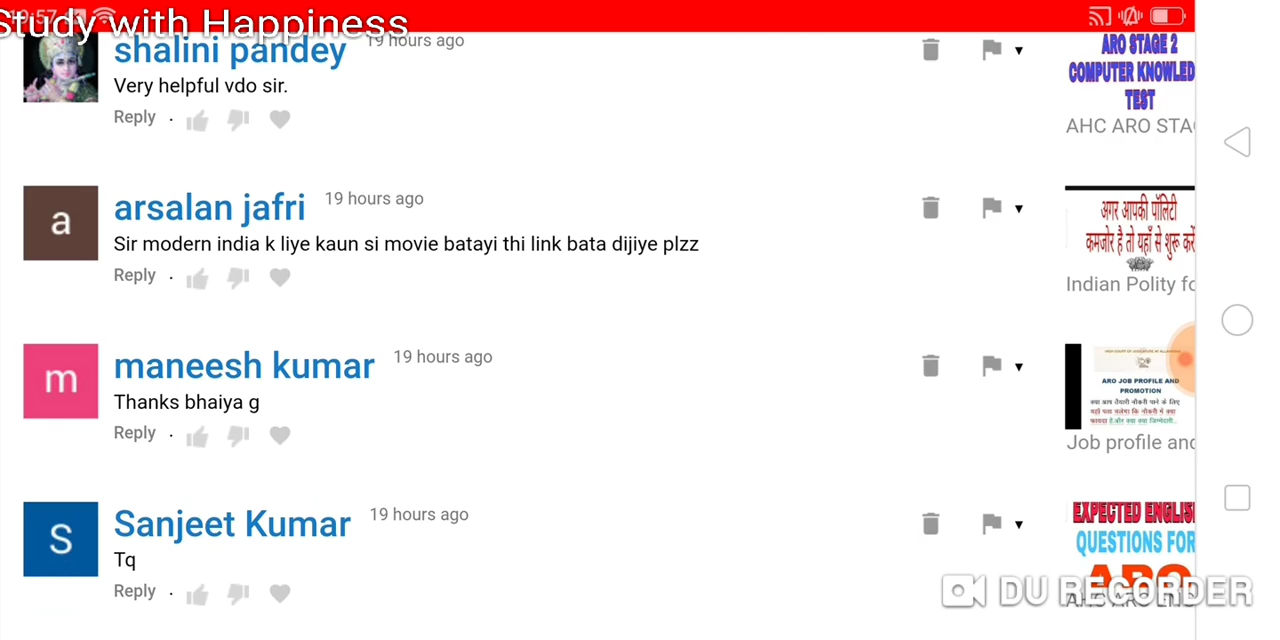 Study with Happiness
shalini pandey 19 hours ago
Very helpful vdo sir.
Reply
ARO STAGE 2
COMPUTER KNOWLED
TEST
AHC ARO STA
a
arsalan jafri 19 hours ago
Sir modern india k liye kaun si movie batayi thi link bata dijiye plzz
Reply
अगर आपकी पॉलिटी
कमजोर है तो यहाँ से शुरू करें
Indian Polity fo
m
maneesh kumar 19 hours ago
Thanks bhaiya g
Reply
ARO JOB PROFILE AND
PROMOTION
Job profile and
S
Sanjeet Kumar 19 hours ago
Tq
Reply
EXPECTED ENGLIS
QUESTIONS FOR
ARO
DU RECORDER